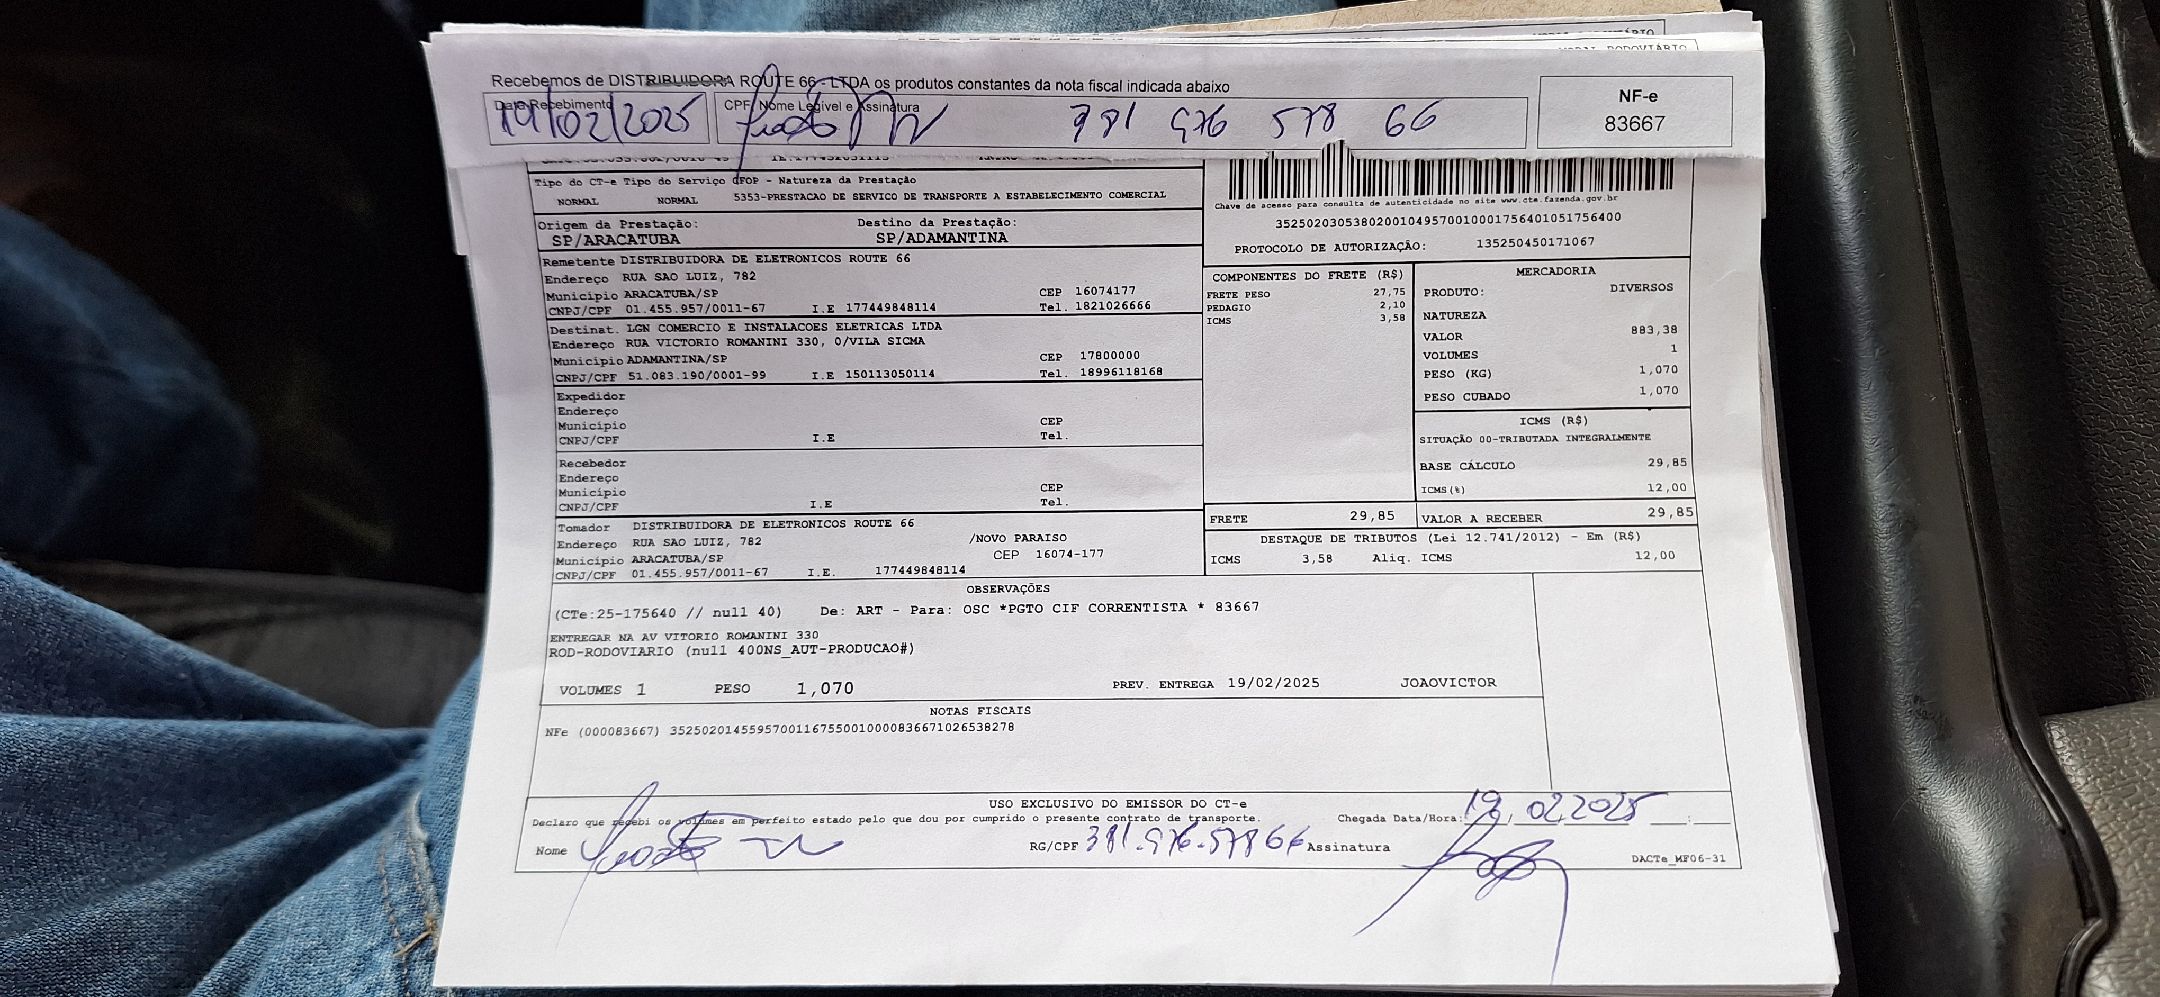 Recebemos de DISTRIBUIDORA ROUTE 66 - LTDA os produtos constantes da nota fiscal indicada abaixo
Data Recebimento
19/02/2025
CPF, Nome Legível e Assinatura
381 976 578 66
NF-e
83667
Tipo do CT-e Tipo do Serviço CFOP - Natureza da Prestação
NORMAL NORMAL 5353-PRESTACAO DE SERVICO DE TRANSPORTE A ESTABELECIMENTO COMERCIAL
Chave de acesso para consulta de autenticidade no site www.cte.fazenda.gov.br
35250203053802001049570010001756401051756400
PROTOCOLO DE AUTORIZAÇÃO: 135250450171067
Origem da Prestação: Destino da Prestação:
SP/ARACATUBA SP/ADAMANTINA
Remetente DISTRIBUIDORA DE ELETRONICOS ROUTE 66
Endereço RUA SAO LUIZ, 782
Município ARACATUBA/SP CEP 16074177
CNPJ/CPF 01.455.957/0011-67 I.E 177449848114 Tel. 1821026666
Destinat. LGN COMERCIO E INSTALACOES ELETRICAS LTDA
Endereço RUA VICTORIO ROMANINI 330, 0/VILA SICMA
Município ADAMANTINA/SP CEP 17800000
CNPJ/CPF 51.083.190/0001-99 I.E 150113050114 Tel. 18996118168
Expedidor
Endereço
Município CEP
CNPJ/CPF I.E Tel.
Recebedor
Endereço
Município CEP
CNPJ/CPF I.E Tel.
Tomador DISTRIBUIDORA DE ELETRONICOS ROUTE 66
Endereço RUA SAO LUIZ, 782 /NOVO PARAISO
Município ARACATUBA/SP CEP 16074-177
CNPJ/CPF 01.455.957/0011-67 I.E. 177449848114
COMPONENTES DO FRETE (R$)
FRETE PESO 27,75
PEDAGIO 2,10
ICMS 3,58
MERCADORIA
PRODUTO: DIVERSOS
NATUREZA
VALOR 883,38
VOLUMES 1
PESO (KG) 1,070
PESO CUBADO 1,070
ICMS (R$)
SITUAÇÃO 00-TRIBUTADA INTEGRALMENTE
BASE CÁLCULO 29,85
ICMS(%) 12,00
FRETE 29,85 VALOR A RECEBER 29,85
DESTAQUE DE TRIBUTOS (Lei 12.741/2012) - Em (R$)
ICMS 3,58 Aliq. ICMS 12,00
OBSERVAÇÕES
(CTe:25-175640 // null 40) De: ART - Para: OSC *PGTO CIF CORRENTISTA * 83667
ENTREGAR NA AV VITORIO ROMANINI 330
ROD-RODOVIARIO (null 400NS_AUT-PRODUCAO#)
VOLUMES 1 PESO 1,070 PREV. ENTREGA 19/02/2025 JOAOVICTOR
NOTAS FISCAIS
NFe (000083667) 35250201455957001167550010000836671026538278
USO EXCLUSIVO DO EMISSOR DO CT-e
Declaro que recebi os volumes em perfeito estado pelo que dou por cumprido o presente contrato de transporte. Chegada Data/Hora: 19/02/2025
Nome RG/CPF 381.976.578 66 Assinatura
DACTe_MF06-31